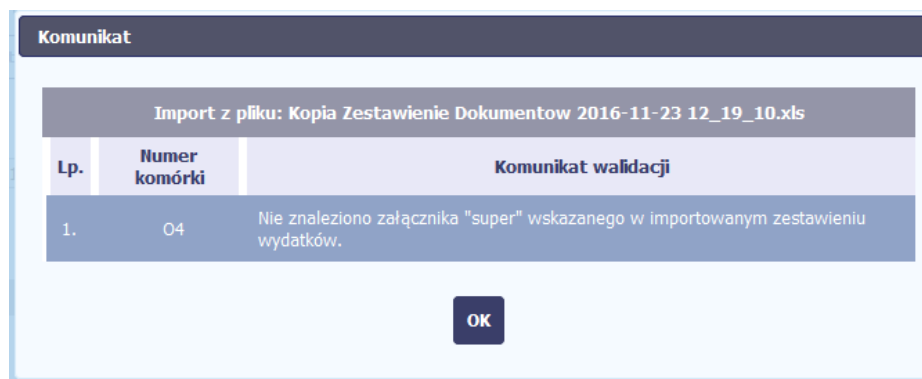 Komunikat
Import z pliku: Kopia Zestawienie Dokumentow 2016-11-23 12_19_10.xls
Lp.
Numer
komórki
Komunikat walidacji
1.
O4
Nie znaleziono załącznika "super" wskazanego w importowanym zestawieniu
wydatków.
OK